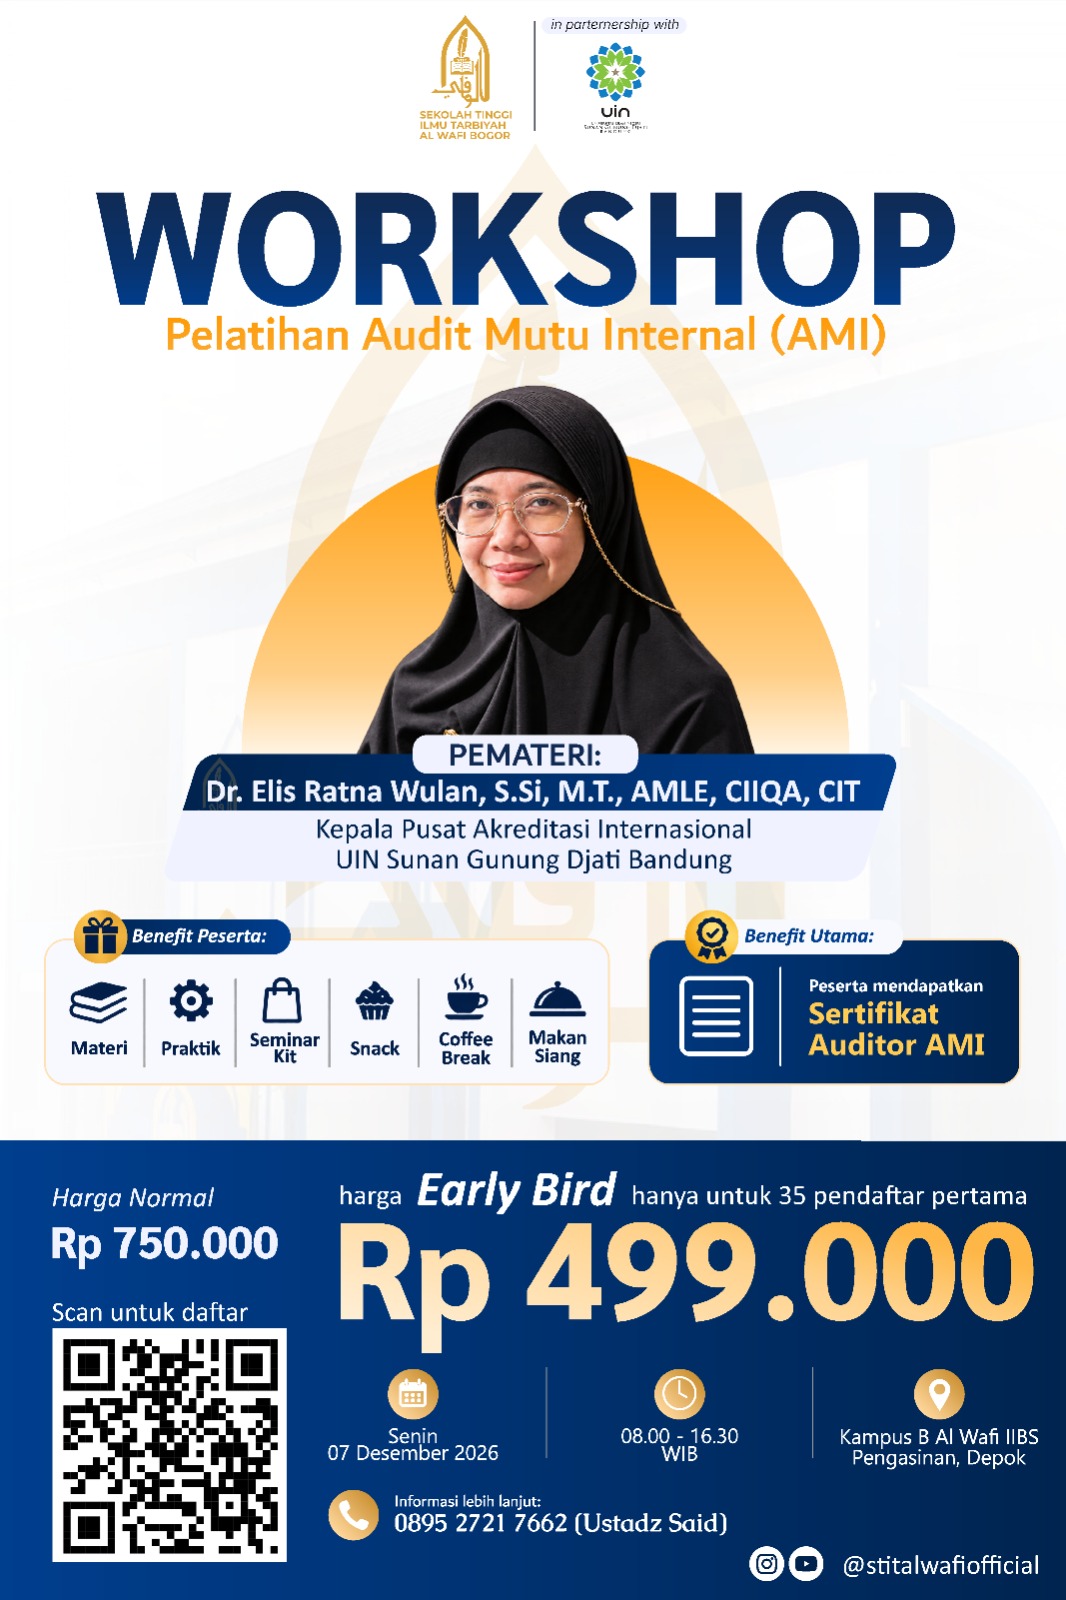 in parternership with
SEKOLAH TINGGI
ILMU TARBIYAH
AL WAFI BOGOR
uin
WORKSHOP
Pelatihan Audit Mutu Internal (AMI)
PEMATERI:
Dr. Elis Ratna Wulan, S.Si, M.T., AMLE, CIIQA, CIT
Kepala Pusat Akreditasi Internasional
UIN Sunan Gunung Djati Bandung
Benefit Peserta:
Materi
Praktik
Seminar
Kit
Snack
Coffee
Break
Makan
Siang
Benefit Utama:
Peserta mendapatkan
Sertifikat
Auditor AMI
Harga Normal
Rp 750.000
Scan untuk daftar
harga Early Bird hanya untuk 35 pendaftar pertama
Rp 499.000
Senin
07 Desember 2026
08.00 - 16.30
WIB
Kampus B Al Wafi IIBS
Pengasinan, Depok
Informasi lebih lanjut:
0895 2721 7662 (Ustadz Said)
@stitalwafiofficial